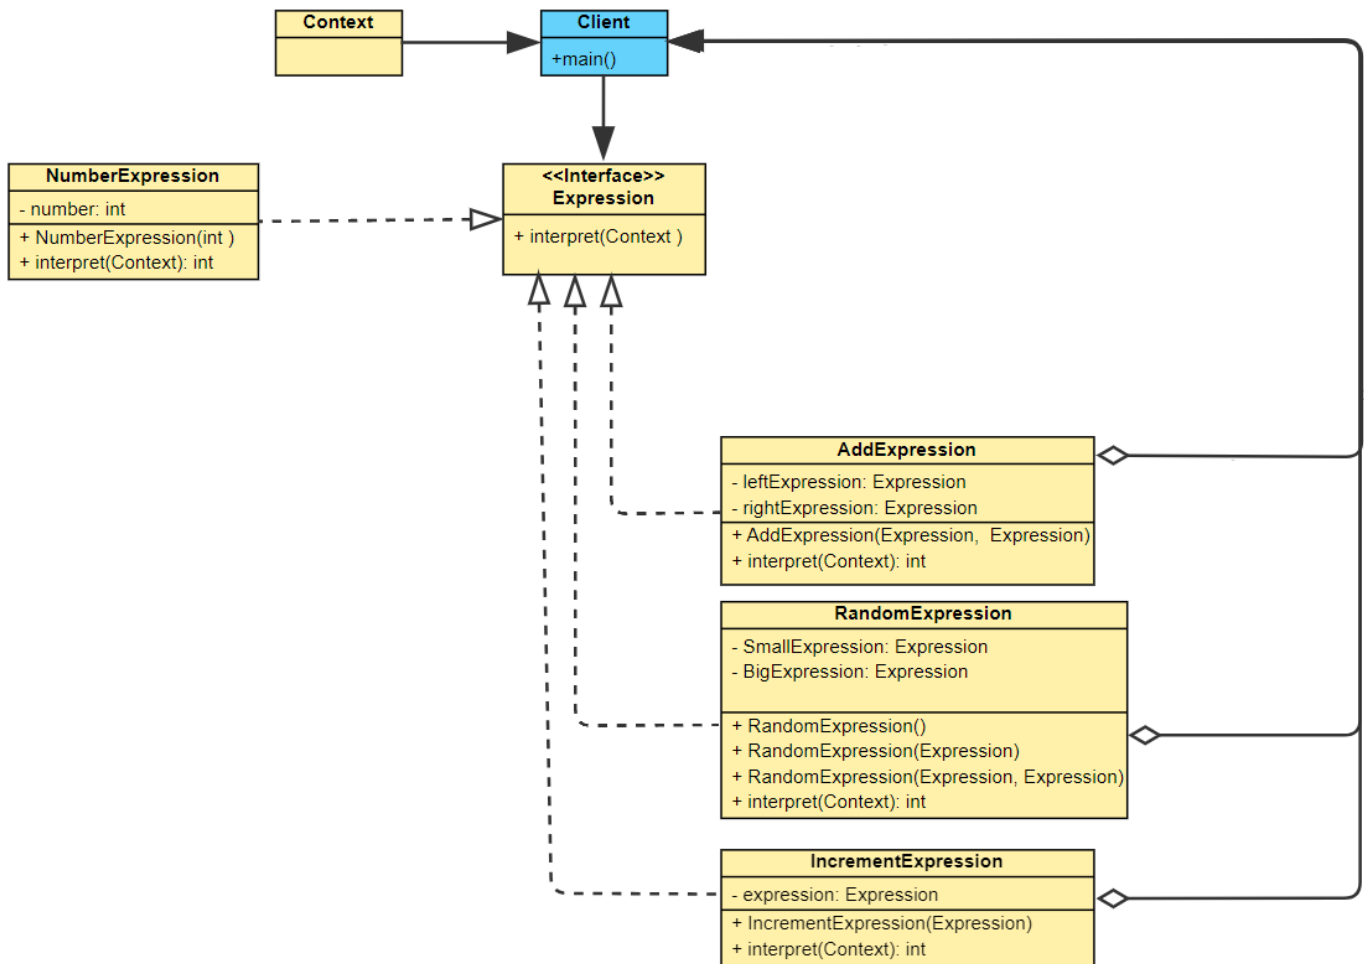 Context
Client
+main()
NumberExpression
- number: int
+ NumberExpression(int )
+ interpret(Context): int
<<Interface>>
Expression
+ interpret(Context )
AddExpression
- leftExpression: Expression
- rightExpression: Expression
+ AddExpression(Expression,  Expression)
+ interpret(Context): int
RandomExpression
- SmallExpression: Expression
- BigExpression: Expression
+ RandomExpression()
+ RandomExpression(Expression)
+ RandomExpression(Expression, Expression)
+ interpret(Context): int
IncrementExpression
- expression: Expression
+ IncrementExpression(Expression)
+ interpret(Context): int